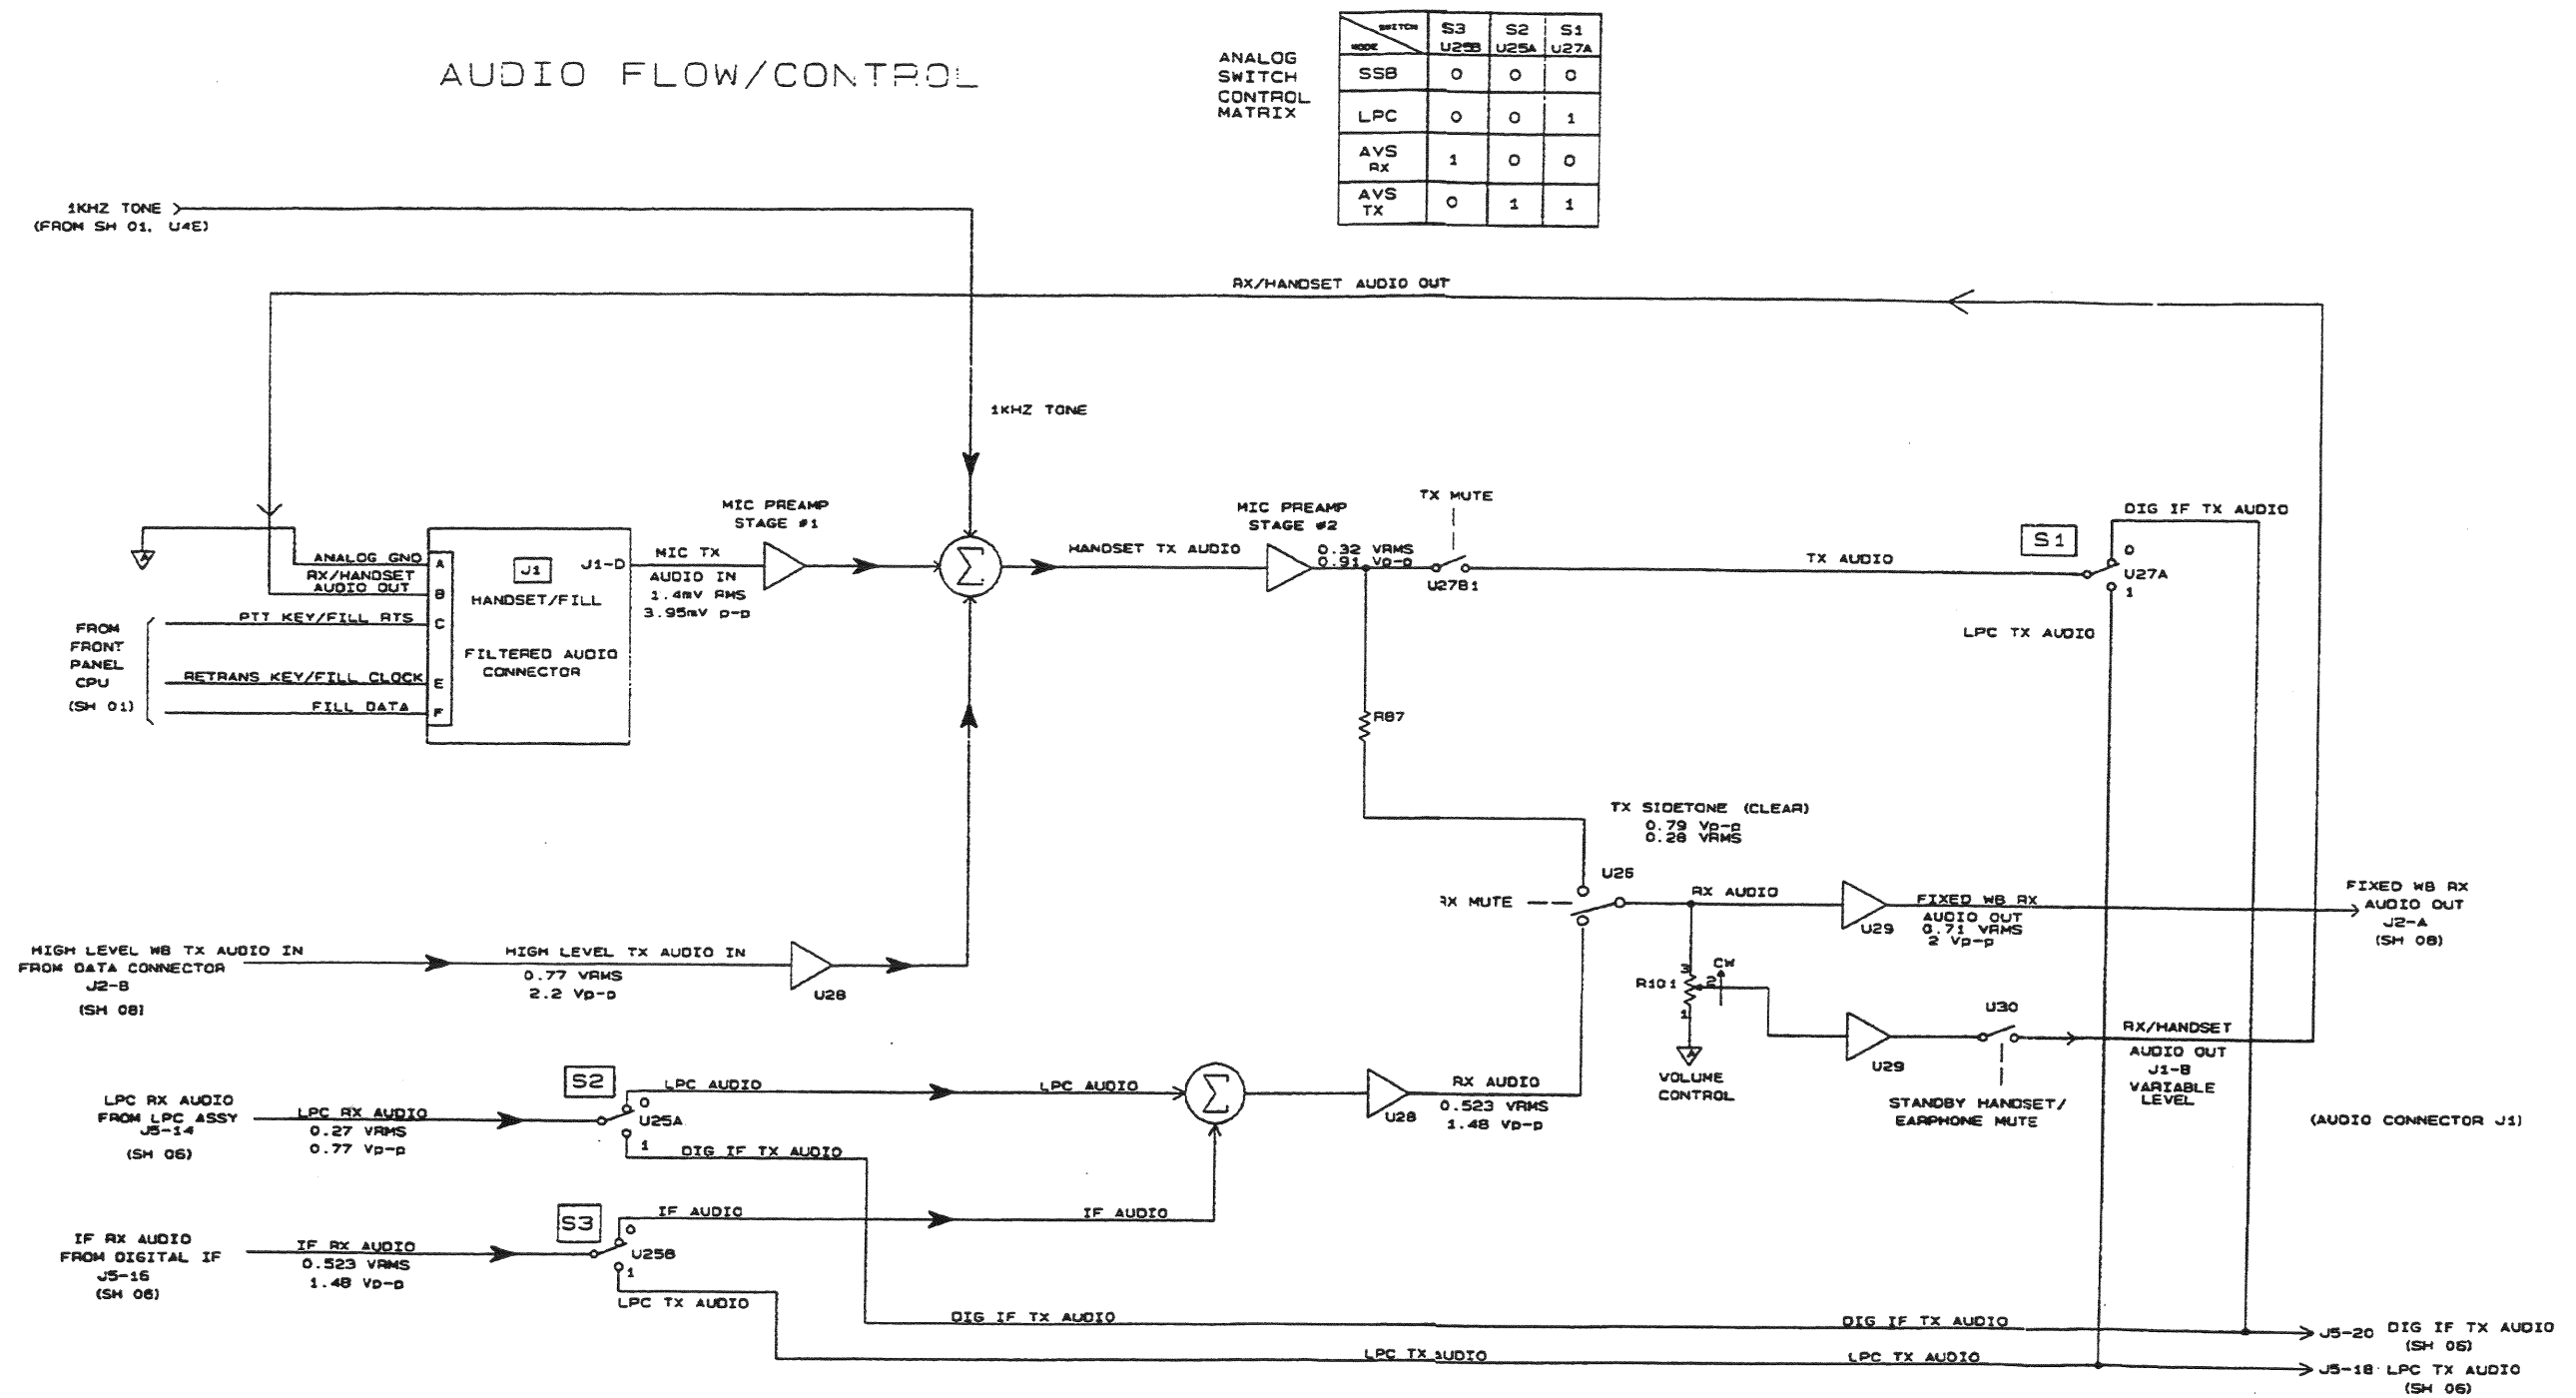 AUDIO FLOW/CONTROL
ANALOG
SWITCH
CONTROL
MATRIX
SWITCH S3 S2 S1
MODE U25B U25A U27A
SSB 0 0 0
LPC 0 0 1
AVS
RX 1 0 0
AVS
TX 0 1 1
1KHZ TONE
(FROM SH 01, U4E)
RX/HANDSET AUDIO OUT
1KHZ TONE
MIC PREAMP
STAGE #1
ANALOG GND A
RX/HANDSET
AUDIO OUT B
PTT KEY/FILL RTS C
RETRANS KEY/FILL CLOCK E
FILL DATA F
FROM
FRONT
PANEL
CPU
(SH 01)
J1
J1-D
HANDSET/FILL
FILTERED AUDIO
CONNECTOR
MIC TX
AUDIO IN
1.4mV RMS
3.95mV p-p
Σ
HANDSET TX AUDIO
MIC PREAMP
STAGE #2
0.32 VRMS
0.91 Vp-p
TX MUTE
U27B1
TX AUDIO
S1
DIG IF TX AUDIO
0
U27A
1
LPC TX AUDIO
R87
TX SIDETONE (CLEAR)
0.79 Vp-p
0.28 VRMS
U26
RX MUTE
RX AUDIO
U29
FIXED WB RX
AUDIO OUT
0.71 VRMS
2 Vp-p
FIXED WB RX
AUDIO OUT
J2-A
(SH 08)
HIGH LEVEL WB TX AUDIO IN
FROM DATA CONNECTOR
J2-B
(SH 08)
HIGH LEVEL TX AUDIO IN
0.77 VRMS
2.2 Vp-p
U28
R101
3
CW
2
1
VOLUME
CONTROL
U29
U30
STANDBY HANDSET/
EARPHONE MUTE
RX/HANDSET
AUDIO OUT
J1-B
VARIABLE
LEVEL
(AUDIO CONNECTOR J1)
LPC RX AUDIO
FROM LPC ASSY
J5-14
(SH 06)
LPC RX AUDIO
0.27 VRMS
0.77 Vp-p
S2
0
U25A
1
LPC AUDIO
LPC AUDIO
DIG IF TX AUDIO
Σ
U28
RX AUDIO
0.523 VRMS
1.48 Vp-p
IF RX AUDIO
FROM DIGITAL IF
J5-16
(SH 06)
IF RX AUDIO
0.523 VRMS
1.48 Vp-p
S3
0
U25B
1
IF AUDIO
IF AUDIO
LPC TX AUDIO
DIG IF TX AUDIO
DIG IF TX AUDIO
J5-20 DIG IF TX AUDIO
(SH 06)
LPC TX AUDIO
LPC TX AUDIO
J5-18 LPC TX AUDIO
(SH 06)